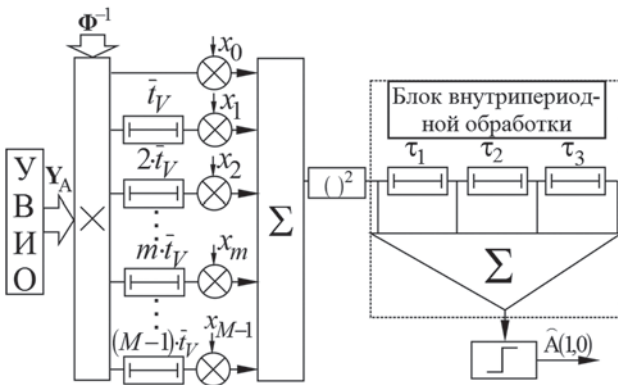 Φ⁻¹
У
В
И
О
Y_A
×
x₀
t̄_V
x₁
2·t̄_V
x₂
m·t̄_V
x_m
(M−1)·t̄_V
x_{M−1}
Σ
( )²
Блок внутрипериод-
ной обработки
τ₁ τ₂ τ₃
Σ
Â(1,0)